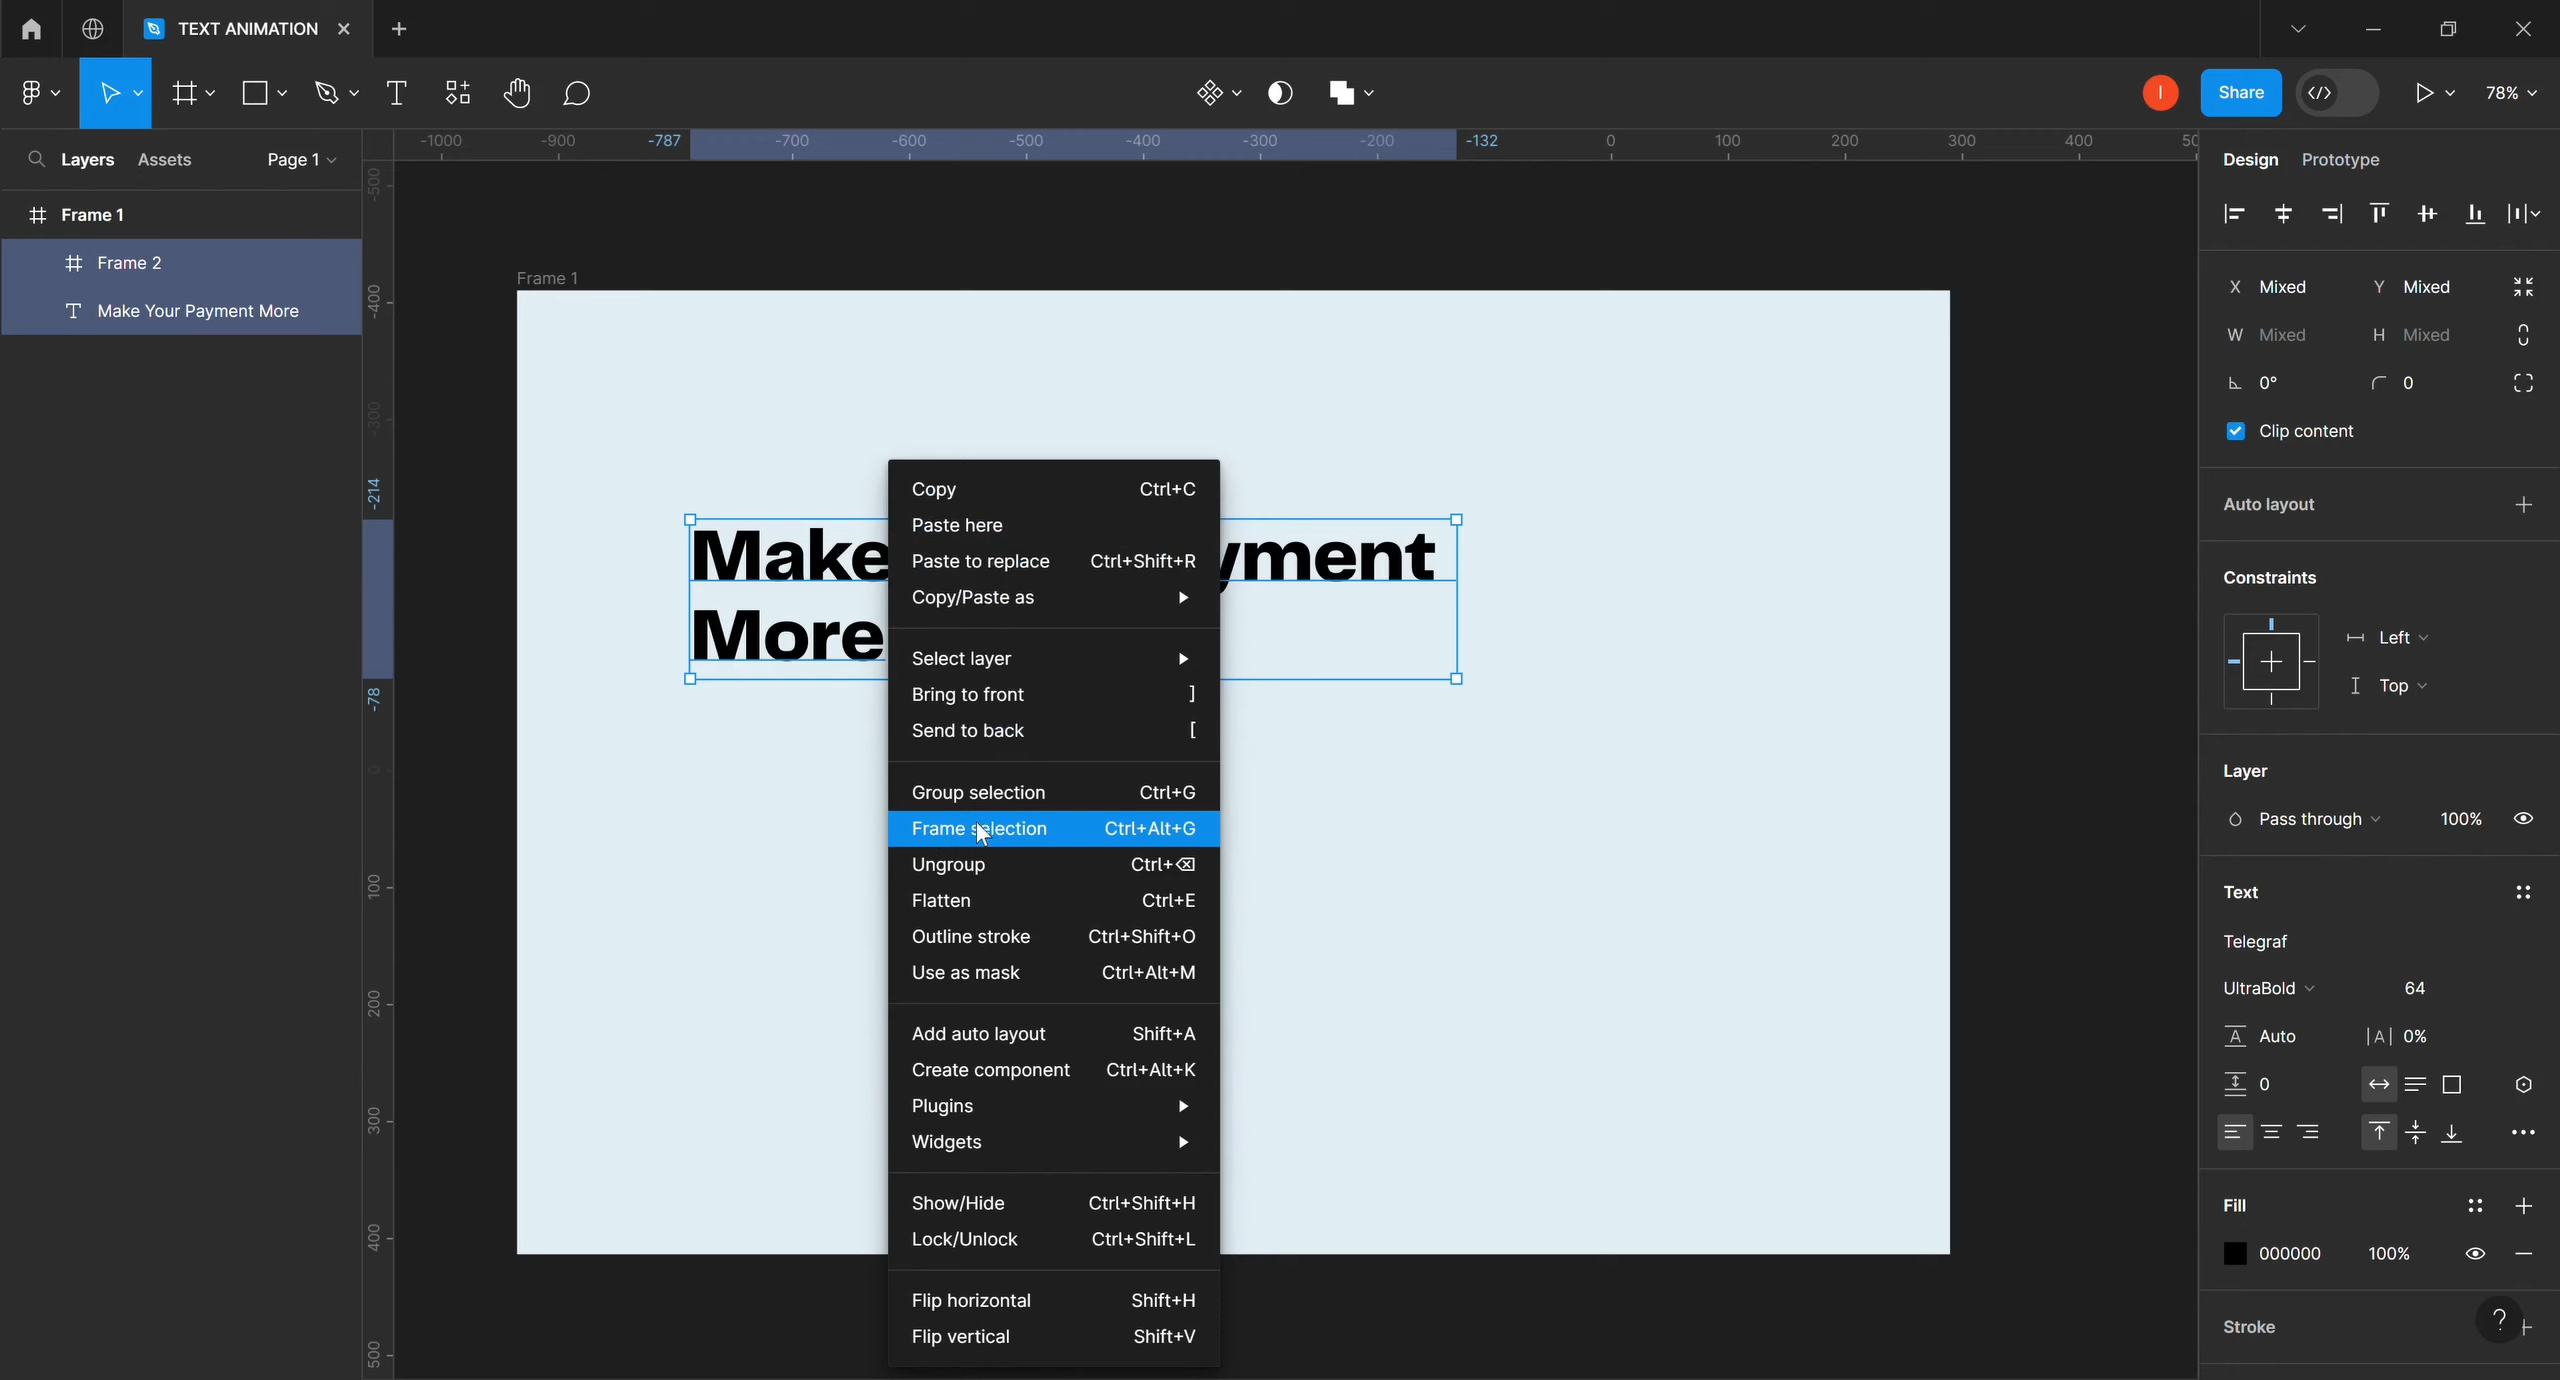 TEXT ANIMATION
Share
78%
Layers Assets Page 1
-1000 -900 -787 -700 -600 -500 -400 -300 -200 -132 0 100 200 300 400 50
Design Prototype
Frame 1
Frame 2
Make Your Payment More
-500
-400
-300
-214
-78
0
100
200
300
400
500
Frame 1
Make yment
More
Copy Ctrl+C
Paste here
Paste to replace Ctrl+Shift+R
Copy/Paste as
Select layer
Bring to front ]
Send to back [
Group selection Ctrl+G
Frame selection Ctrl+Alt+G
Ungroup Ctrl+⌫
Flatten Ctrl+E
Outline stroke Ctrl+Shift+O
Use as mask Ctrl+Alt+M
Add auto layout Shift+A
Create component Ctrl+Alt+K
Plugins
Widgets
Show/Hide Ctrl+Shift+H
Lock/Unlock Ctrl+Shift+L
Flip horizontal Shift+H
Flip vertical Shift+V
X Mixed Y Mixed
W Mixed H Mixed
0° 0
Clip content
Auto layout
Constraints
Left
Top
Layer
Pass through 100%
Text
Telegraf
UltraBold 64
A Auto |A| 0%
0
Fill
000000 100%
Stroke
?
I